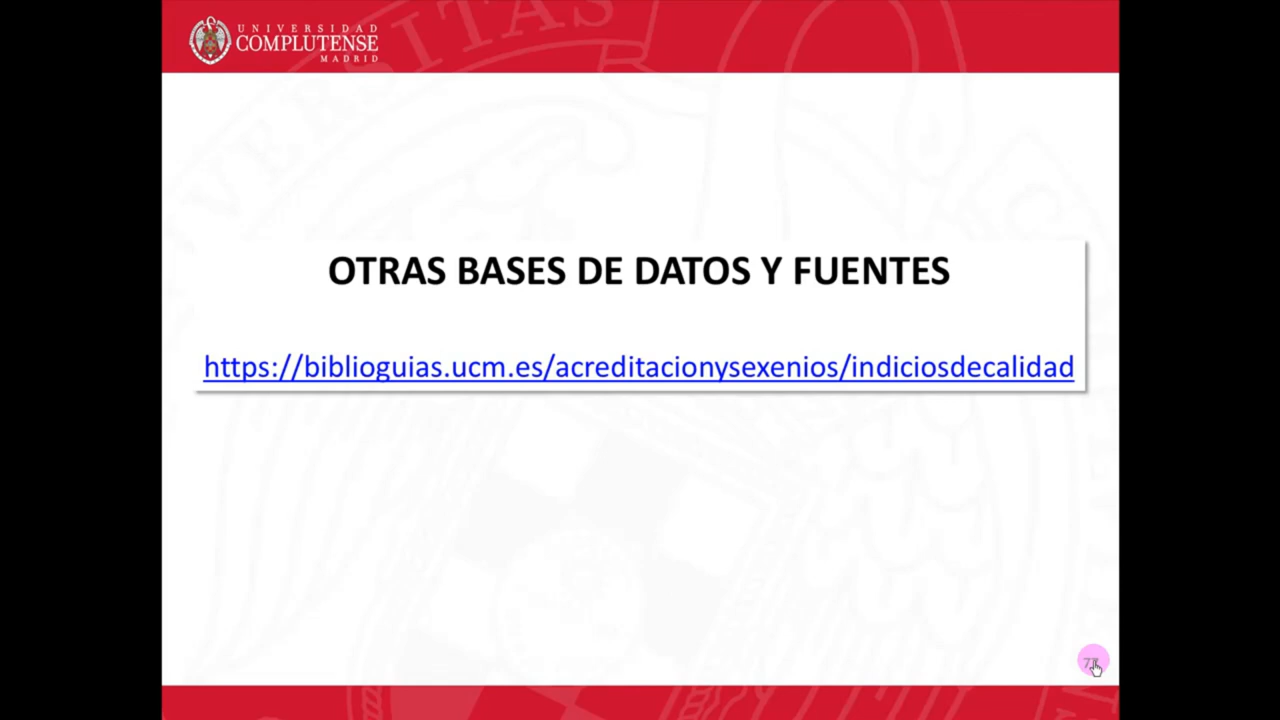 UNIVERSIDAD
COMPLUTENSE
MADRID
OTRAS BASES DE DATOS Y FUENTES
https://biblioguias.ucm.es/acreditacionysexenios/indiciosdecalidad